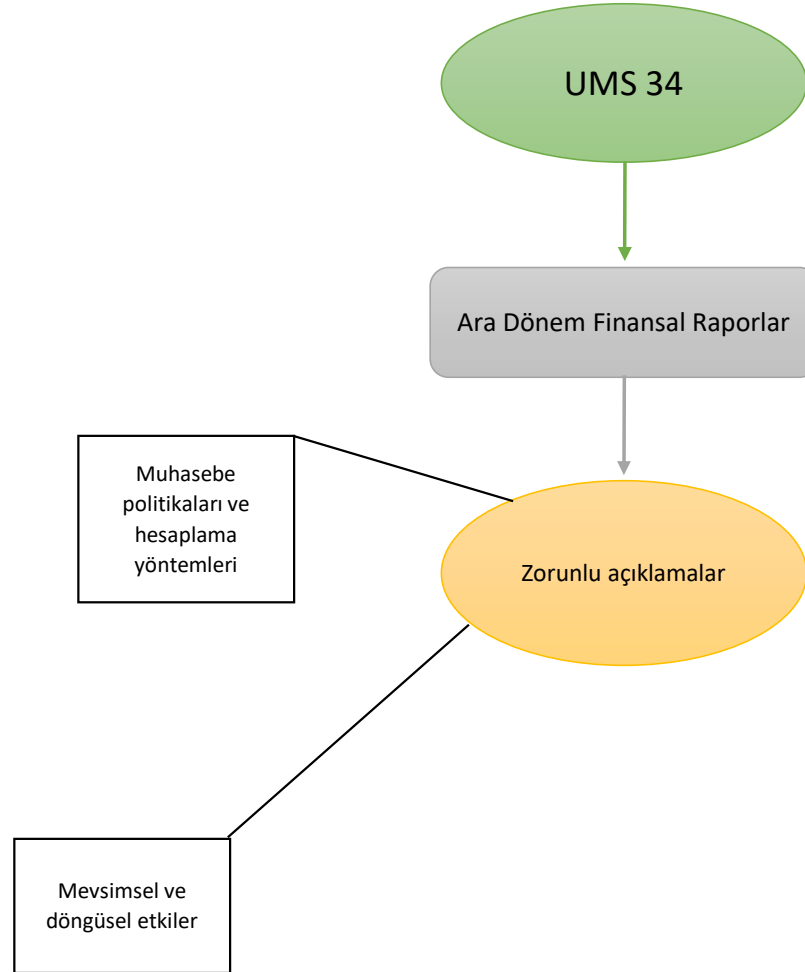 UMS 34
Ara Dönem Finansal Raporlar
Muhasebe
politikaları ve
hesaplama
yöntemleri
Zorunlu açıklamalar
Mevsimsel ve
döngüsel etkiler